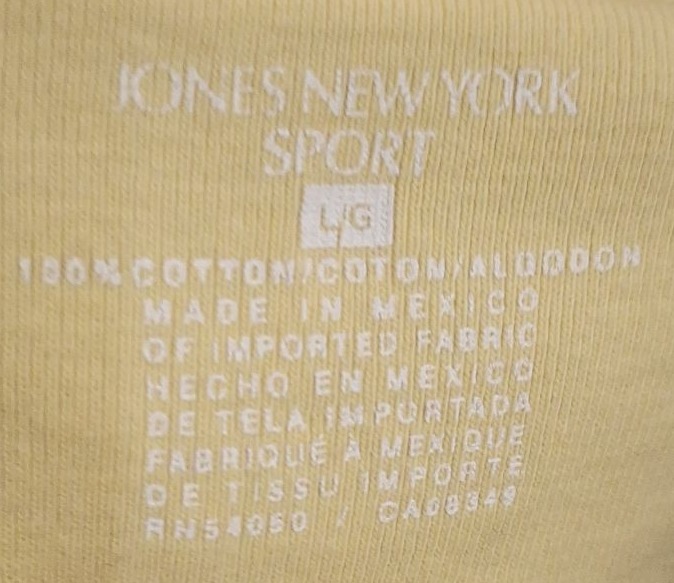 JONES NEW YORK
SPORT
L/G
100% COTTON/COTON/ALGODON
MADE IN MEXICO
OF IMPORTED FABRIC
HECHO EN MEXICO
DE TELA IMPORTADA
FABRIQUÉ A MEXIQUE
DE TISSU IMPORTE
RN54050 / CA08349